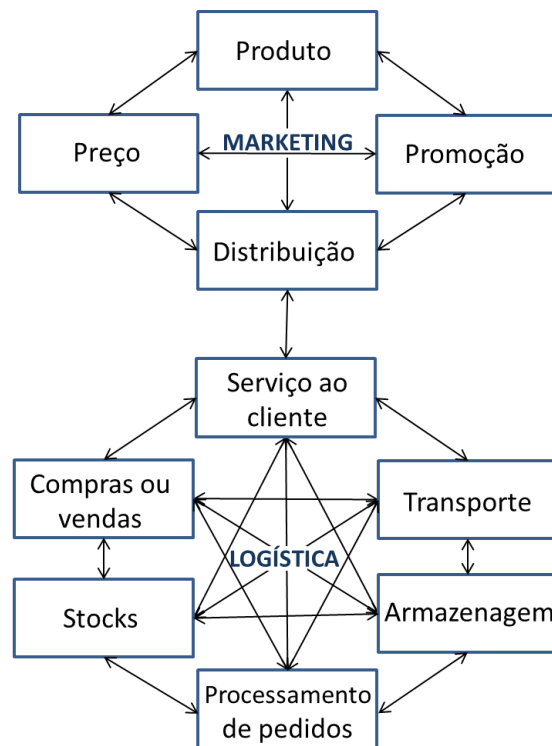 Produto
MARKETING
Preço
Promoção
Distribuição
Serviço ao
cliente
Compras ou
vendas
Transporte
LOGÍSTICA
Stocks
Armazenagem
Processamento
de pedidos